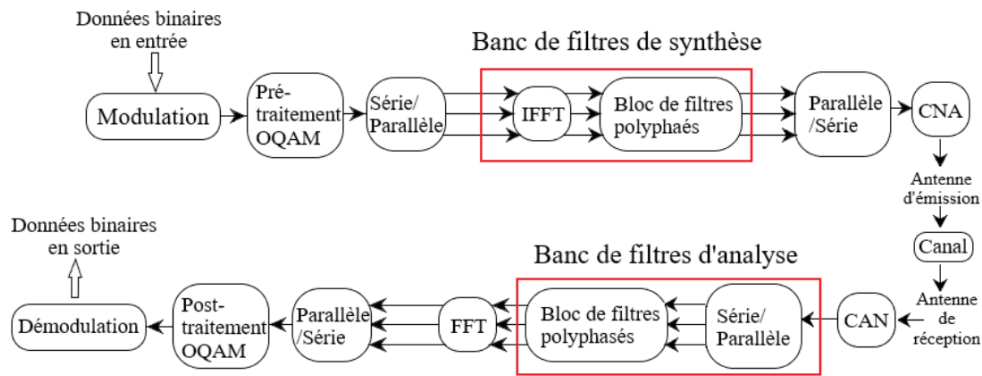 Données binaires
en entrée
Banc de filtres de synthèse
Modulation
Pré-
traitement
OQAM
Série/
Parallèle
IFFT
Bloc de filtres
polyphaés
Parallèle
/Série
CNA
Antenne
d'émission
Canal
Antenne
de
réception
CAN
Banc de filtres d'analyse
Série/
Parallèle
Bloc de filtres
polyphasés
FFT
Parallèle
/Série
Post-
traitement
OQAM
Démodulation
Données binaires
en sortie